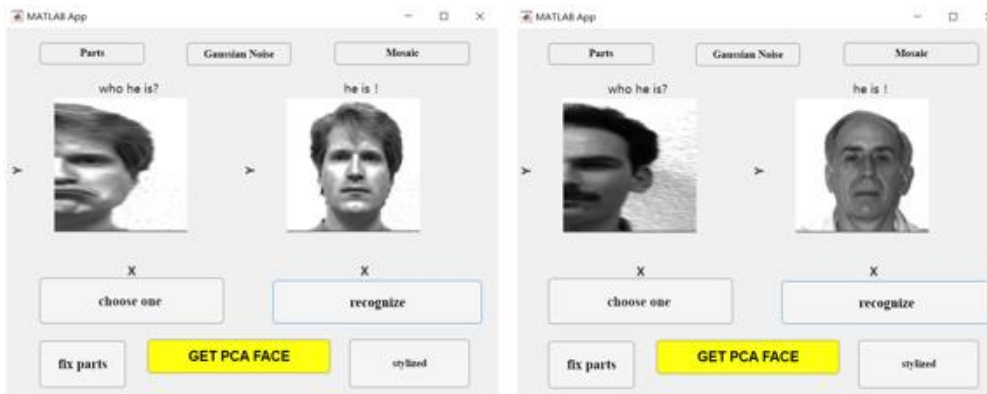 MATLAB App
Parts Gaussian Noise Mosaic
who he is? he is !
Y Y
X X
choose one recognize
fix parts GET PCA FACE stylized
MATLAB App
Parts Gaussian Noise Mosaic
who he is? he is !
Y Y
X X
choose one recognize
fix parts GET PCA FACE stylized